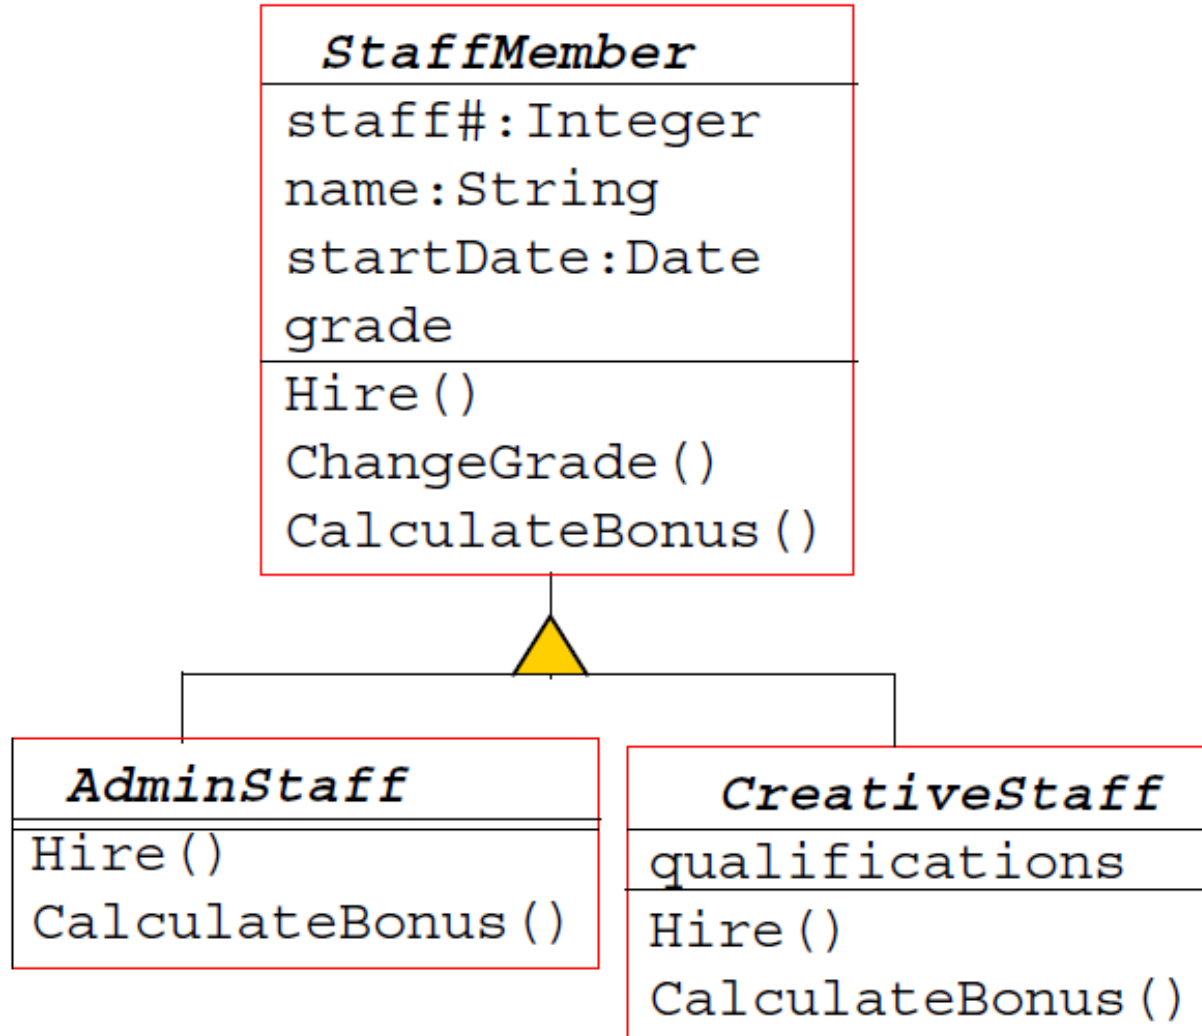 StaffMember
staff#:Integer
name:String
startDate:Date
grade
Hire()
ChangeGrade()
CalculateBonus()
AdminStaff
Hire()
CalculateBonus()
CreativeStaff
qualifications
Hire()
CalculateBonus()